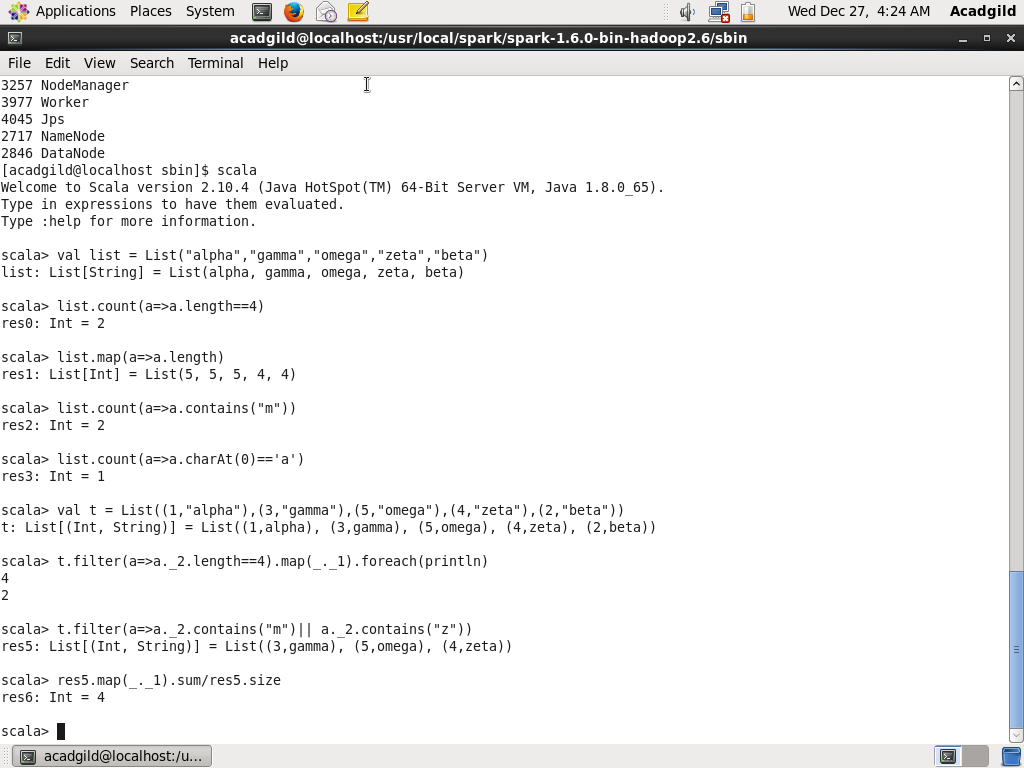 Applications Places System Wed Dec 27, 4:24 AM Acadgild
acadgild@localhost:/usr/local/spark/spark-1.6.0-bin-hadoop2.6/sbin
File Edit View Search Terminal Help
3257 NodeManager
3977 Worker
4045 Jps
2717 NameNode
2846 DataNode
[acadgild@localhost sbin]$ scala
Welcome to Scala version 2.10.4 (Java HotSpot(TM) 64-Bit Server VM, Java 1.8.0_65).
Type in expressions to have them evaluated.
Type :help for more information.
scala> val list = List("alpha","gamma","omega","zeta","beta")
list: List[String] = List(alpha, gamma, omega, zeta, beta)
scala> list.count(a=>a.length==4)
res0: Int = 2
scala> list.map(a=>a.length)
res1: List[Int] = List(5, 5, 5, 4, 4)
scala> list.count(a=>a.contains("m"))
res2: Int = 2
scala> list.count(a=>a.charAt(0)=='a')
res3: Int = 1
scala> val t = List((1,"alpha"),(3,"gamma"),(5,"omega"),(4,"zeta"),(2,"beta"))
t: List[(Int, String)] = List((1,alpha), (3,gamma), (5,omega), (4,zeta), (2,beta))
scala> t.filter(a=>a._2.length==4).map(_._1).foreach(println)
4
2
scala> t.filter(a=>a._2.contains("m")|| a._2.contains("z"))
res5: List[(Int, String)] = List((3,gamma), (5,omega), (4,zeta))
scala> res5.map(_._1).sum/res5.size
res6: Int = 4
scala>
acadgild@localhost:/u...